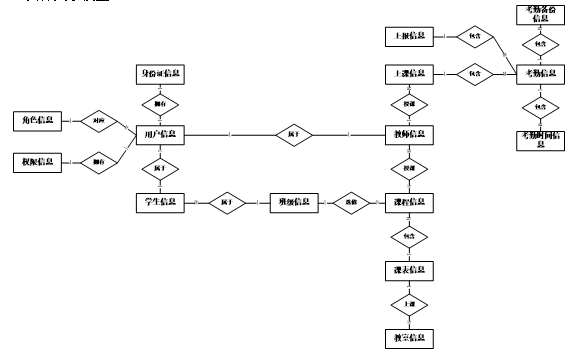 考勤备份
信息
上报信息
包含
包含
身份证信息
上课信息
包含
考勤信息
拥有
授课
包含
角色信息
对应
用户信息
属于
教师信息
考勤时间信
息
权限信息
拥有
属于
授课
学生信息
属于
班级信息
选修
课程信息
包含
课表信息
上课
教室信息